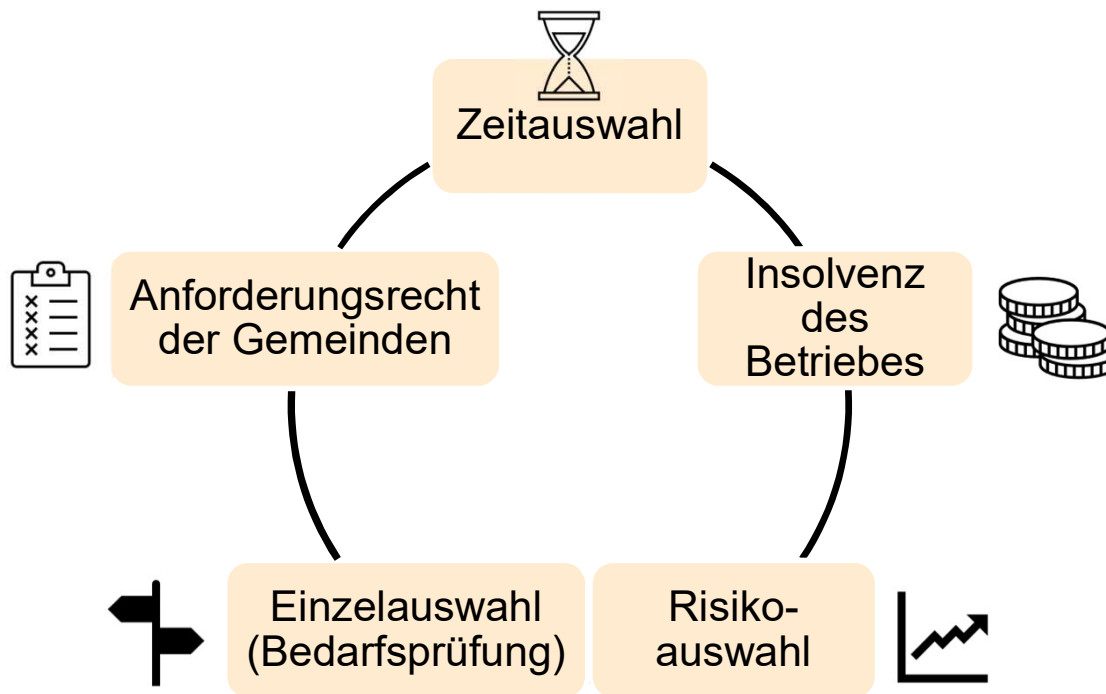 Zeitauswahl
Anforderungsrecht
der Gemeinden
Insolvenz
des
Betriebes
Einzelauswahl
(Bedarfsprüfung)
Risiko-
auswahl